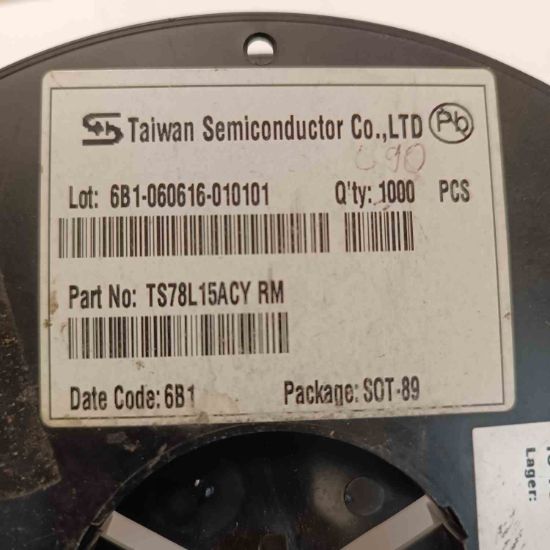 Taiwan Semiconductor Co.,LTD Pb
Lot: 6B1-060616-010101 Q'ty: 1000 PCS
Part No: TS78L15ACY RM
Date Code: 6B1 Package: SOT-89
Lager: